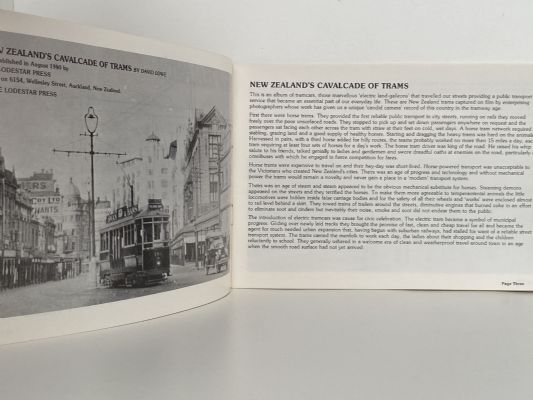 ZEALAND'S CAVALCADE OF TRAMS BY DAVID LOWE
published in August 1980 by
LODESTAR PRESS
Box 6154, Wellesley Street, Auckland, New Zealand.
LODESTAR PRESS
NEW ZEALAND'S CAVALCADE OF TRAMS
This is an album of tramcars, those marvellous 'electric land-galleons' that travelled our streets providing a public transport
service that became an essential part of our everyday life. These are New Zealand trams captured on film by enterprising
photographers whose work has given us a unique 'candid camera' record of this country in the tramway age.
First there were horse trams. They provided the first reliable public transport to city streets, running on rails they moved
freely over the poor unsurfaced roads. They stopped to pick up and set down passengers anywhere on request and the
passengers sat facing each other across the tram with straw at their feet on cold, wet days. A horse tram network required
stabling, grazing land and a good supply of healthy horses. Starting and dragging the heavy trams was hard on the animals.
Harnessed in pairs, with a third horse added for hilly routes, the teams probably worked no more than 15 miles a day, each
tram requiring at least four sets of horses for a day's work. The horse tram driver was king of the road. He raised his whip in
salute to his friends, talked genially to ladies and gentlemen and swore dreadful oaths at enemies on the road, particularly at
omnibuses with which he engaged in fierce competition for fares.
Horse trams were expensive to travel on and their hey-day was short-lived. Horse-powered transport was unacceptable to
the Victorians who created New Zealand's cities. Theirs was an age of progress and technology and without mechanical
power the trams would remain a novelty and never gain a place in a 'modern' transport system.
Theirs was an age of steam and steam appeared to be the obvious mechanical substitute for horses. Steaming demons
appeared on the streets and they terrified the horses. To make them more agreeable to temperamental animals the little
locomotives were hidden inside false carriage bodies and for the safety of all their wheels and 'works' were enclosed almost
to rail level behind a skirt. They towed trains of trailers around the streets, diminutive engines that burned coke in an effort
to eliminate soot and cinders but inevitably their noise, smoke and soot did not endear them to the public.
The introduction of electric tramcars was cause for civic celebration. The electric tram became a symbol of municipal
progress. Gliding over newly laid tracks they brought the promise of fast, clean and cheap travel for all and became the
agent for much needed urban expansion that, having begun with suburban railways, had stalled for want of a reliable street
transport system. The trams carried the menfolk to work each day, the ladies about their shopping and the children
reluctantly to school. They generally ushered in a welcome era of clean and weatherproof travel around town in an age
when the smooth road surface had not yet arrived.
Page Three